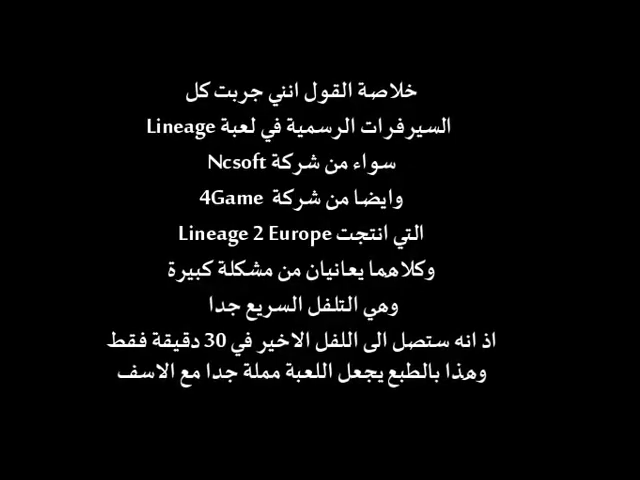 خلاصة القول انني جربت كل
السيرفرات الرسمية في لعبة Lineage
سواء من شركة Ncsoft
وايضا من شركة 4Game
التي انتجت Lineage 2 Europe
وكلاهما يعانيان من مشكلة كبيرة
وهي التلفل السريع جدا
اذ انه ستصل الى اللفل الاخير في 30 دقيقة فقط
وهذا بالطبع يجعل اللعبة مملة جدا مع الاسف